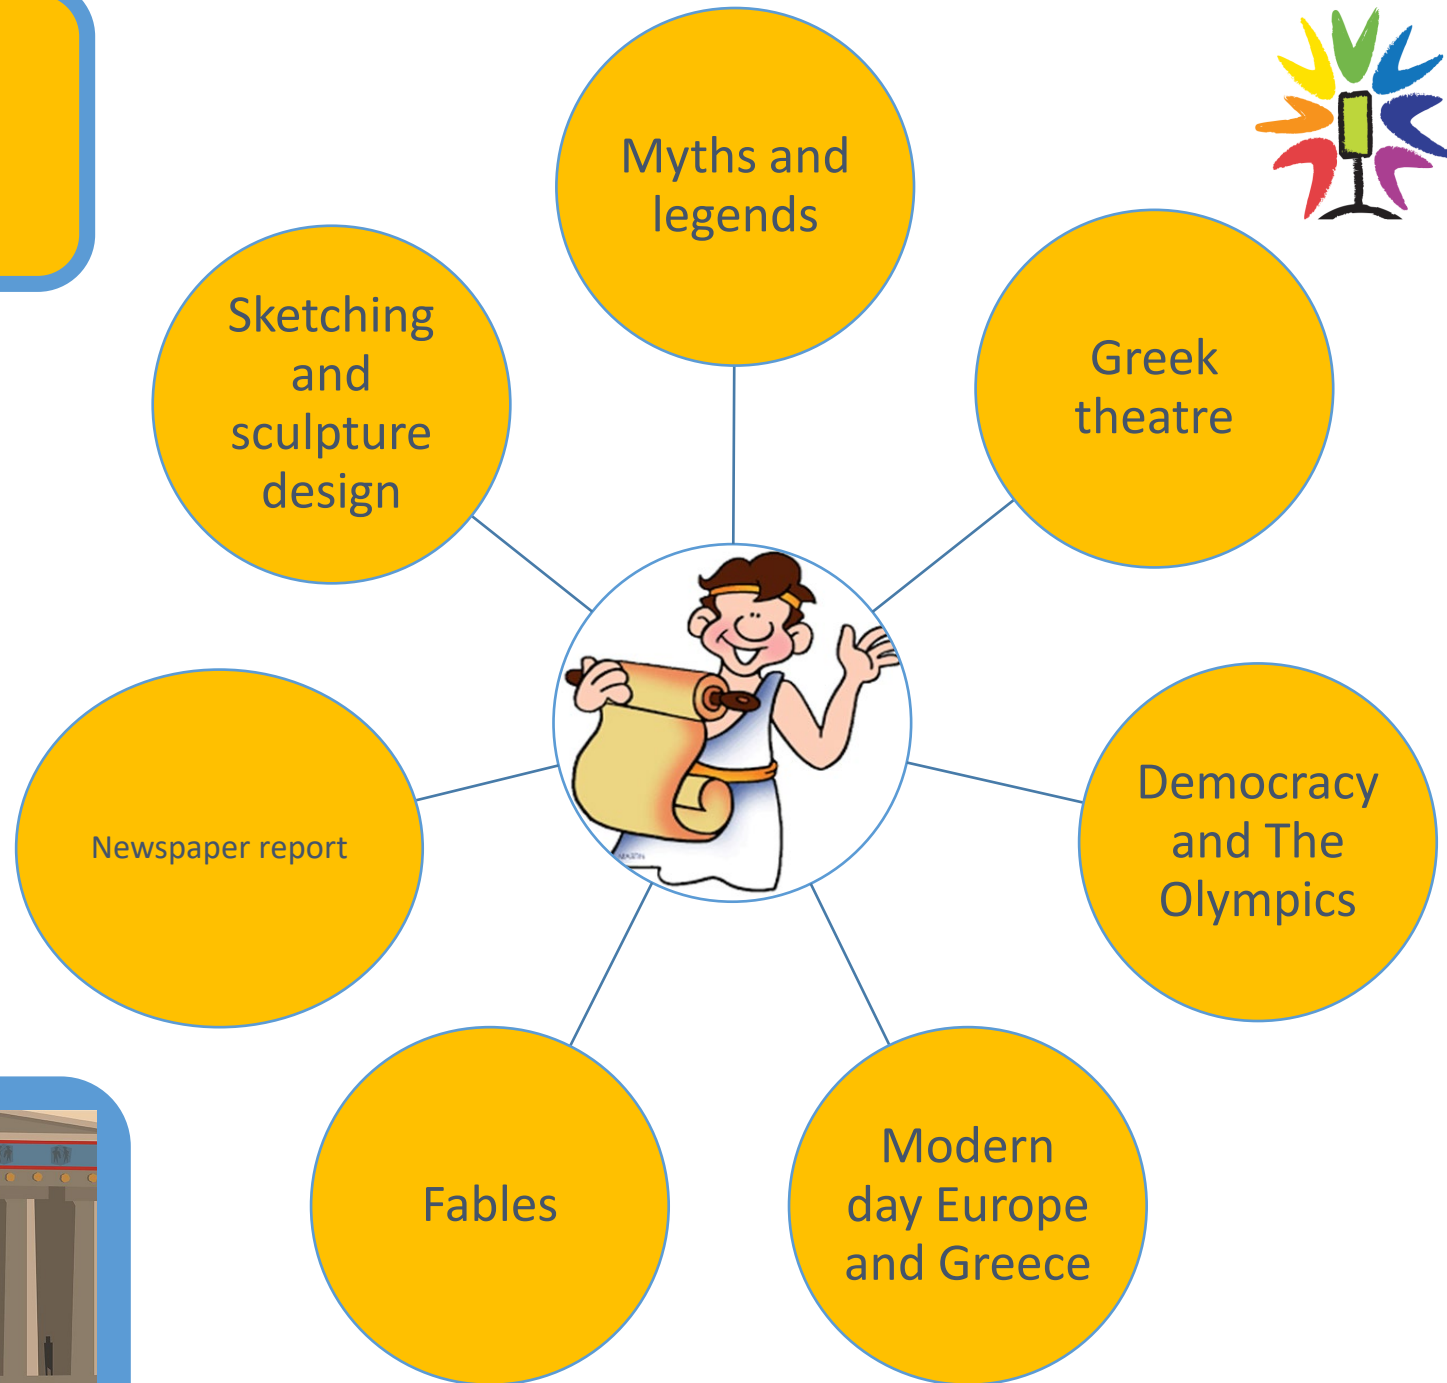 Myths and
legends
Greek
theatre
Democracy
and The
Olympics
Modern
day Europe
and Greece
Fables
Newspaper report
Sketching
and
sculpture
design